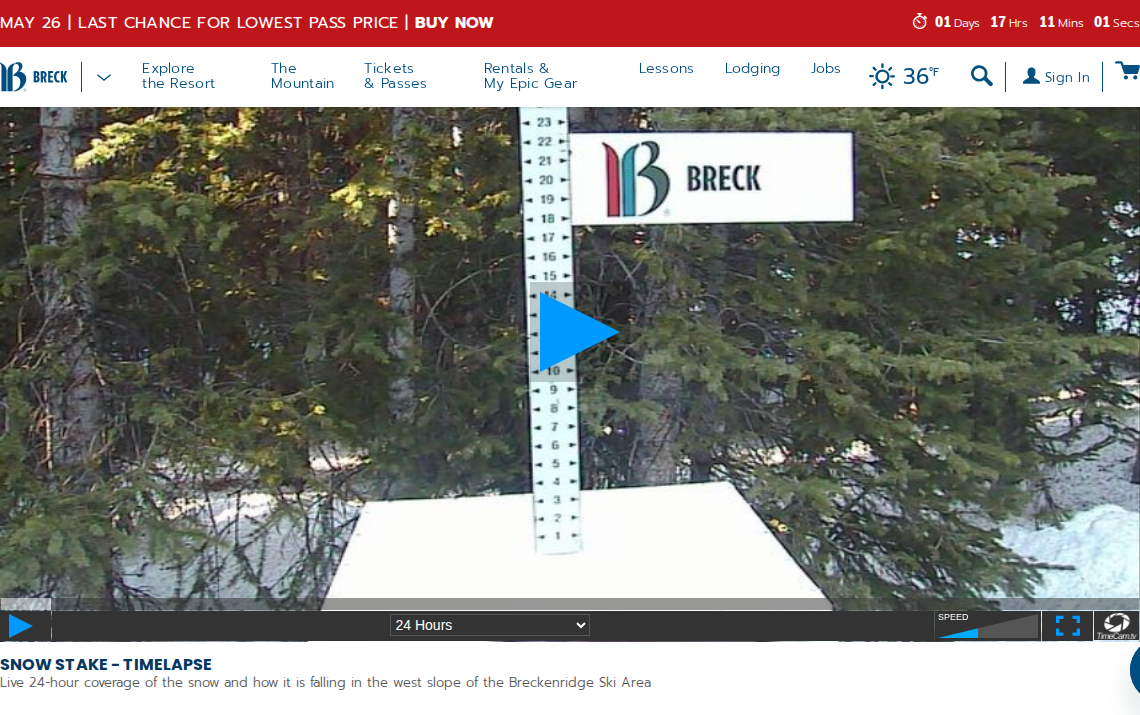 MAY 26 | LAST CHANCE FOR LOWEST PASS PRICE | BUY NOW
01 Days 17 Hrs 11 Mins 01 Secs
BRECK
Explore
the Resort
The
Mountain
Tickets
& Passes
Rentals &
My Epic Gear
Lessons
Lodging
Jobs
36°F
Sign In
23
22
21
20
19
18
17
16
15
14
10
9
8
7
6
5
4
3
2
1
B BRECK
24 Hours
SPEED
TimeCam.tv
SNOW STAKE - TIMELAPSE
Live 24-hour coverage of the snow and how it is falling in the west slope of the Breckenridge Ski Area